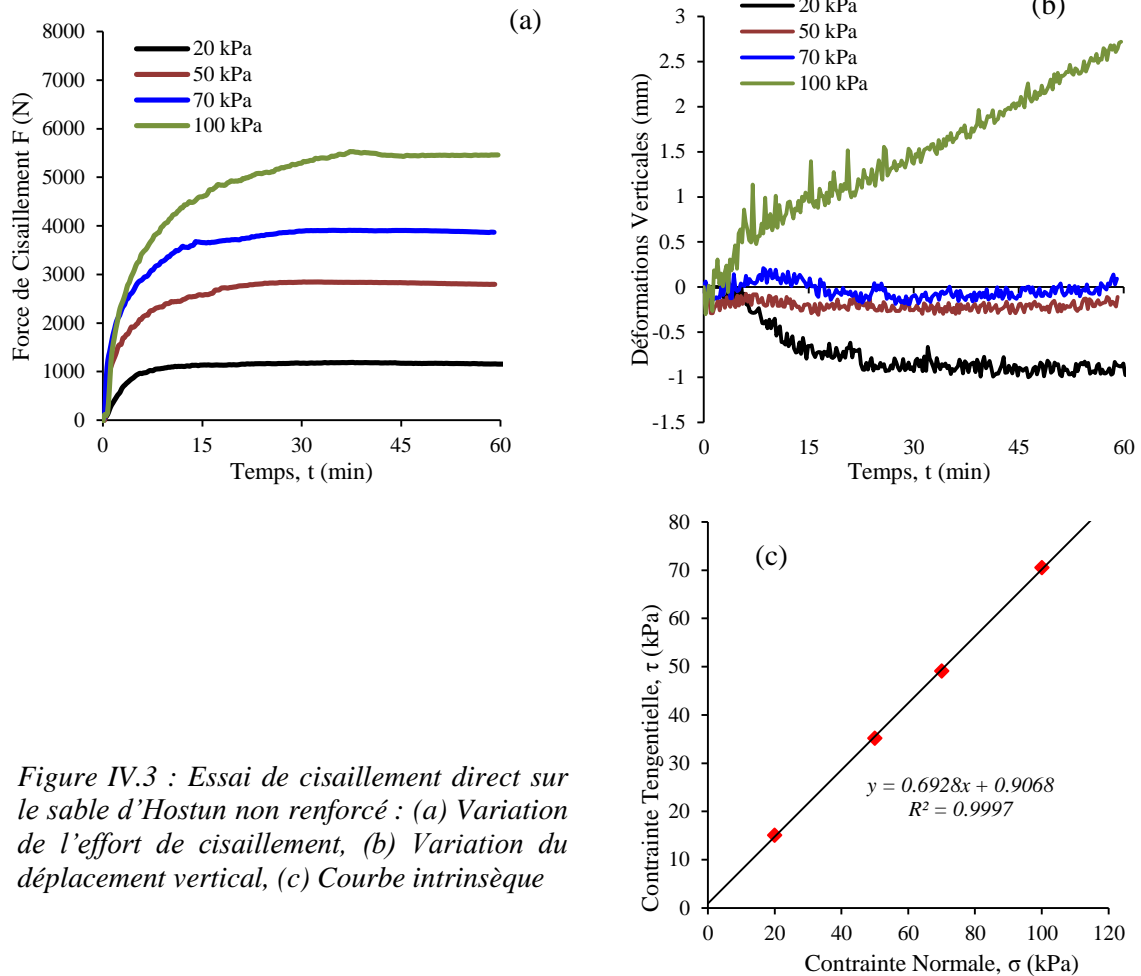 (a)
8000
7000
6000
5000
4000
3000
2000
1000
0
Force de Cisaillement F (N)
20 kPa
50 kPa
70 kPa
100 kPa
0 15 30 45 60
Temps, t (min)
(b)
3
2.5
2
1.5
1
0.5
0
-0.5
-1
-1.5
Déformations Verticales (mm)
20 kPa
50 kPa
70 kPa
100 kPa
0 15 30 45 60
Temps, t (min)
(c)
80
70
60
50
40
30
20
10
0
Contrainte Tengentielle, τ (kPa)
y = 0.6928x + 0.9068
R² = 0.9997
0 20 40 60 80 100 120
Contrainte Normale, σ (kPa)
Figure IV.3 : Essai de cisaillement direct sur
le sable d’Hostun non renforcé : (a) Variation
de l’effort de cisaillement, (b) Variation du
déplacement vertical, (c) Courbe intrinsèque